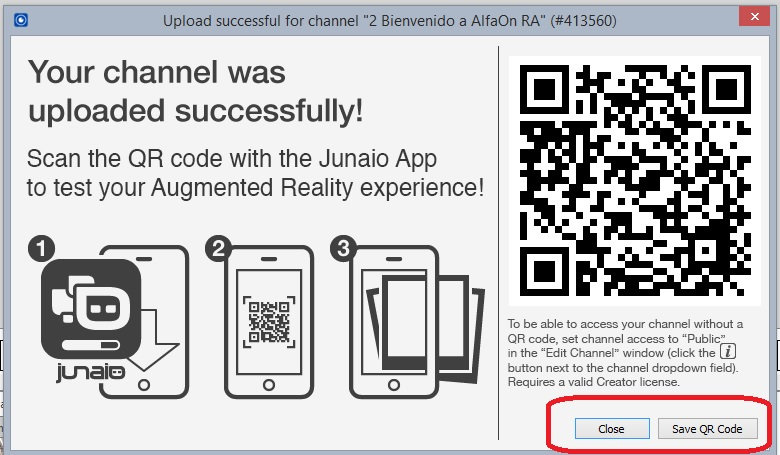 Upload successful for channel "2 Bienvenido a AlfaOn RA" (#413560)
Your channel was
uploaded successfully!
Scan the QR code with the Junaio App
to test your Augmented Reality experience!
1
2
3
junaio
To be able to access your channel without a
QR code, set channel access to “Public”
in the “Edit Channel” window (click the i
button next to the channel dropdown field).
Requires a valid Creator license.
Close
Save QR Code